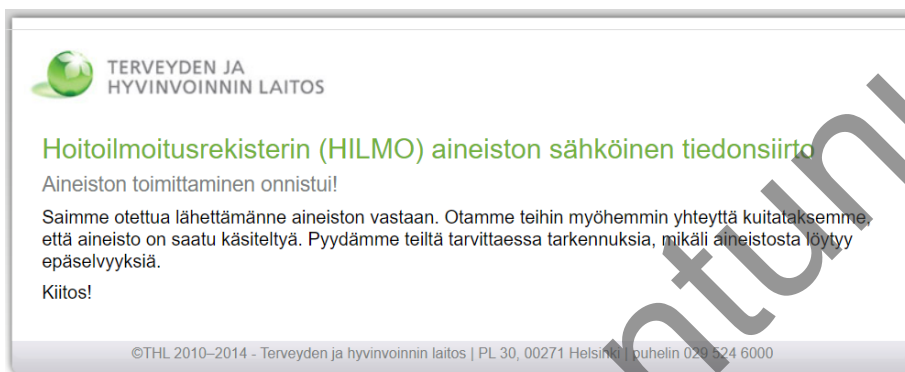 TERVEYDEN JA
HYVINVOINNIN LAITOS
Hoitoilmoitusrekisterin (HILMO) aineiston sähköinen tiedonsiirto
Aineiston toimittaminen onnistui!
Saimme otettua lähettämänne aineiston vastaan. Otamme teihin myöhemmin yhteyttä kuitataksemme,
että aineisto on saatu käsiteltyä. Pyydämme teiltä tarvittaessa tarkennuksia, mikäli aineistosta löytyy
epäselvyyksiä.
Kiitos!
©THL 2010–2014 - Terveyden ja hyvinvoinnin laitos | PL 30, 00271 Helsinki | puhelin 029 524 6000